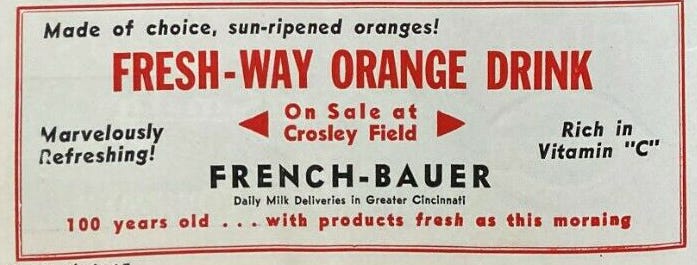 Made of choice, sun-ripened oranges!
FRESH-WAY ORANGE DRINK
On Sale at
Crosley Field
Marvelously
Refreshing!
Rich in
Vitamin "C"
FRENCH-BAUER
Daily Milk Deliveries in Greater Cincinnati
100 years old ... with products fresh as this morning